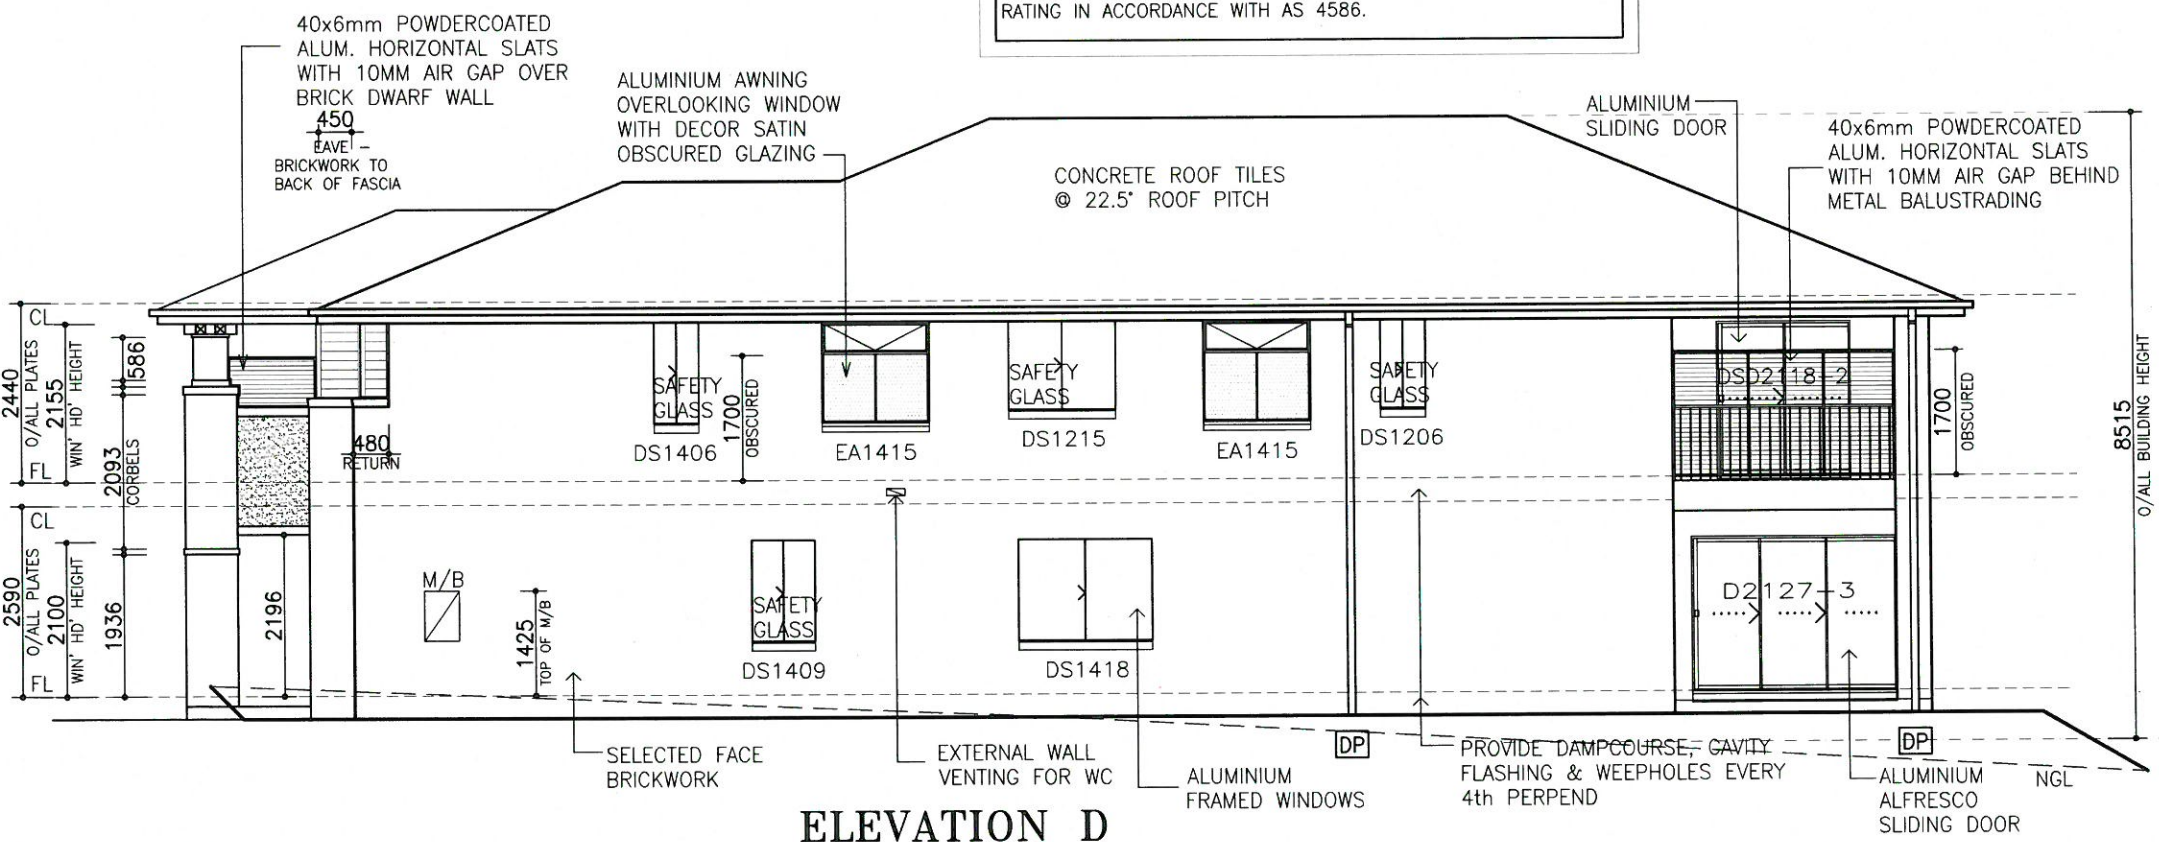 RATING IN ACCORDANCE WITH AS 4586.
40x6mm POWDERCOATED
ALUM. HORIZONTAL SLATS
WITH 10MM AIR GAP OVER
BRICK DWARF WALL
450
EAVE -
BRICKWORK TO
BACK OF FASCIA
ALUMINIUM AWNING
OVERLOOKING WINDOW
WITH DECOR SATIN
OBSCURED GLAZING
CONCRETE ROOF TILES
@ 22.5° ROOF PITCH
ALUMINIUM
SLIDING DOOR
40x6mm POWDERCOATED
ALUM. HORIZONTAL SLATS
WITH 10MM AIR GAP BEHIND
METAL BALUSTRADING
CL
2440
O/ALL PLATES
2155
WIN' HD' HEIGHT
FL
586
2093
CORBELS
480
RETURN
SAFETY
GLASS
DS1406
1700
OBSCURED
EA1415
SAFETY
GLASS
DS1215
EA1415
SAFETY
GLASS
DS1206
DSD2118-2
1700
OBSCURED
8515
O/ALL BUILDING HEIGHT
CL
2590
O/ALL PLATES
2100
WIN' HD' HEIGHT
FL
1936
2196
M/B
1425
TOP OF M/B
SAFETY
GLASS
DS1409
DS1418
D2127-3
SELECTED FACE
BRICKWORK
EXTERNAL WALL
VENTING FOR WC
ALUMINIUM
FRAMED WINDOWS
DP
PROVIDE DAMPCOURSE, CAVITY
FLASHING & WEEPHOLES EVERY
4th PERPEND
DP
ALUMINIUM
ALFRESCO
SLIDING DOOR
NGL
ELEVATION D